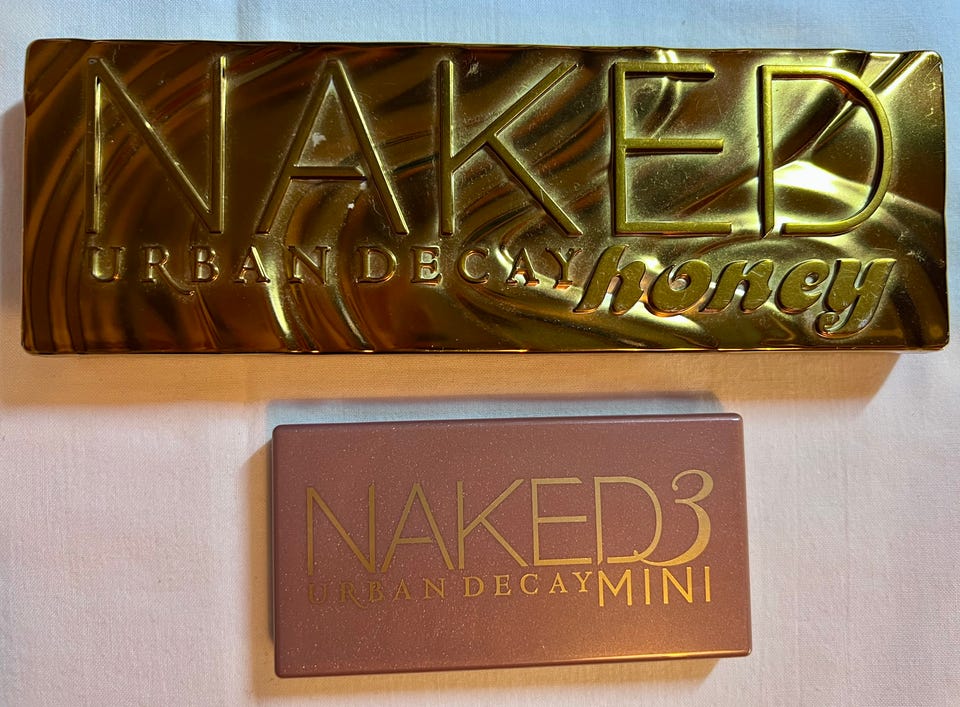 NAKED
URBAN DECAY honey
NAKED3
URBAN DECAY MINI